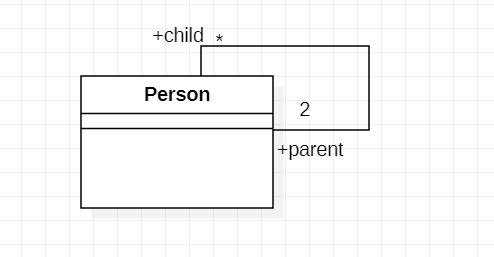 +child *
Person
2
+parent